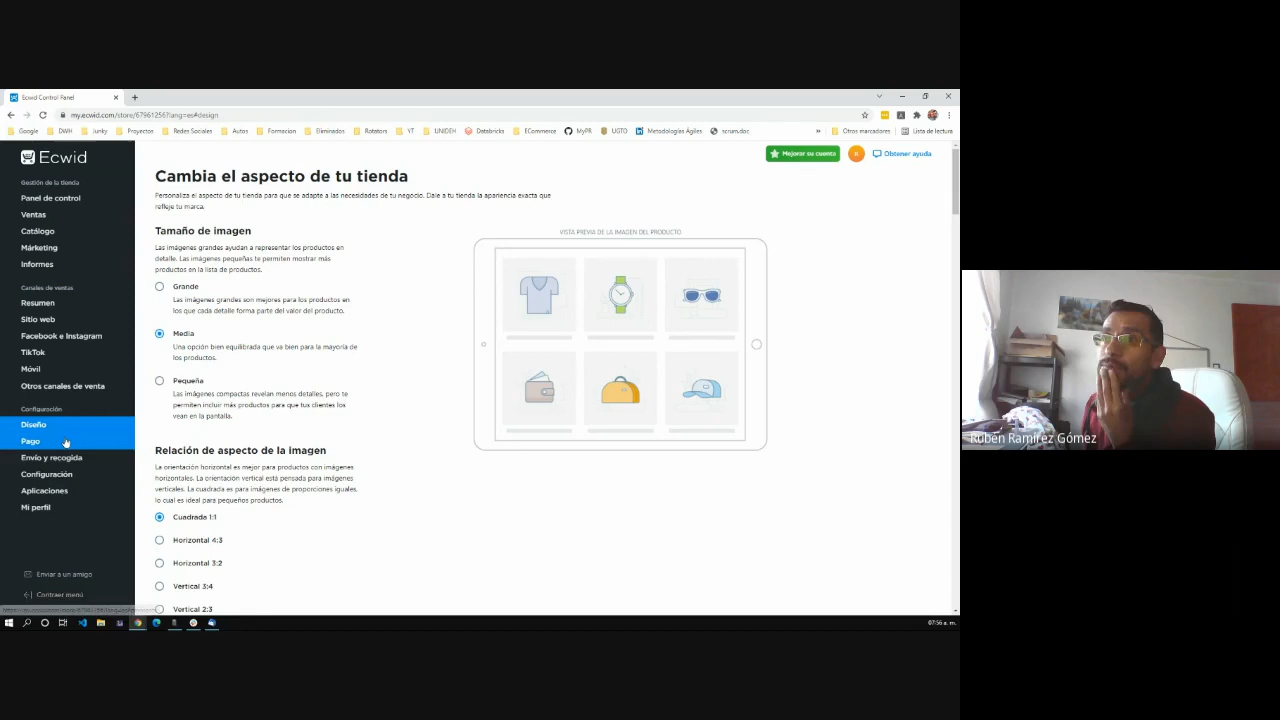 Ecwid Control Panel
my.ecwid.com/store/67961256?lang=es#design
Google
DWH
Junky
Proyectos
Redes Sociales
Autos
Formacion
Eliminados
Rotators
YT
UNIDEH
Databricks
ECommerce
MyPR
UGTO
Metodologías Ágiles
scrum.doc
»
Otros marcadores
Lista de lectura
Ecwid
Mejorar su cuenta
Obtener ayuda
Gestión de la tienda
Panel de control
Ventas
Catálogo
Márketing
Informes
Canales de ventas
Resumen
Sitio web
Facebook e Instagram
TikTok
Móvil
Otros canales de venta
Configuración
Diseño
Pago
Envío y recogida
Configuración
Aplicaciones
Mi perfil
Enviar a un amigo
Contraer menú
Cambia el aspecto de tu tienda
Personaliza el aspecto de tu tienda para que se adapte a las necesidades de tu negocio. Dale a tu tienda la apariencia exacta que
refleje tu marca.
Tamaño de imagen
Las imágenes grandes ayudan a representar los productos en
detalle. Las imágenes pequeñas te permiten mostrar más
productos en la lista de productos.
Grande
Las imágenes grandes son mejores para los productos en
los que cada detalle forma parte del valor del producto.
Media
Una opción bien equilibrada que va bien para la mayoría de
los productos.
Pequeña
Las imágenes compactas revelan menos detalles, pero te
permiten incluir más productos para que tus clientes los
vean en la pantalla.
VISTA PREVIA DE LA IMAGEN DEL PRODUCTO
Relación de aspecto de la imagen
La orientación horizontal es mejor para productos con imágenes
horizontales. La orientación vertical está pensada para imágenes
verticales. La cuadrada es para imágenes de proporciones iguales,
lo cual es ideal para pequeños productos.
Cuadrada 1:1
Horizontal 4:3
Horizontal 3:2
Vertical 3:4
Vertical 2:3
07:56 a. m.
Rubén Ramírez Gómez